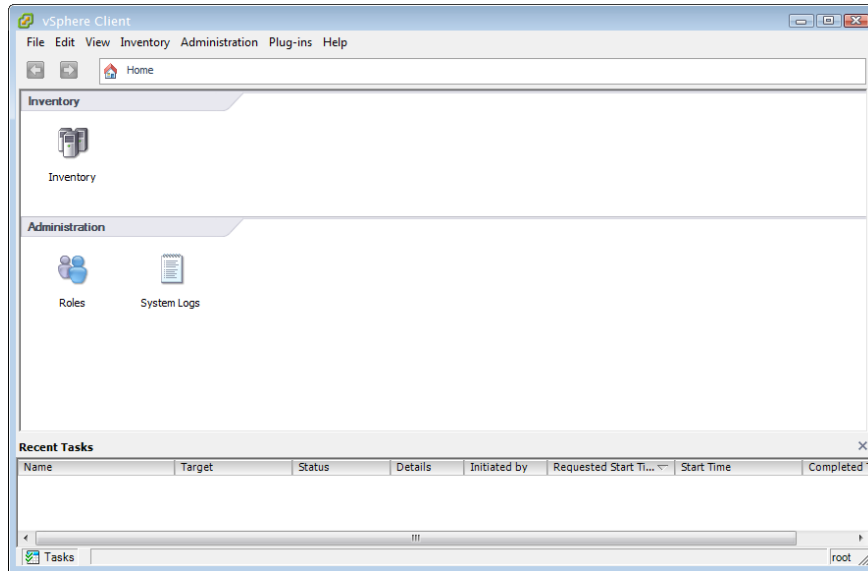 vSphere Client
File Edit View Inventory Administration Plug-ins Help
Home
Inventory
Inventory
Administration
Roles System Logs
Recent Tasks
Name Target Status Details Initiated by Requested Start Ti... Start Time Completed
Tasks root